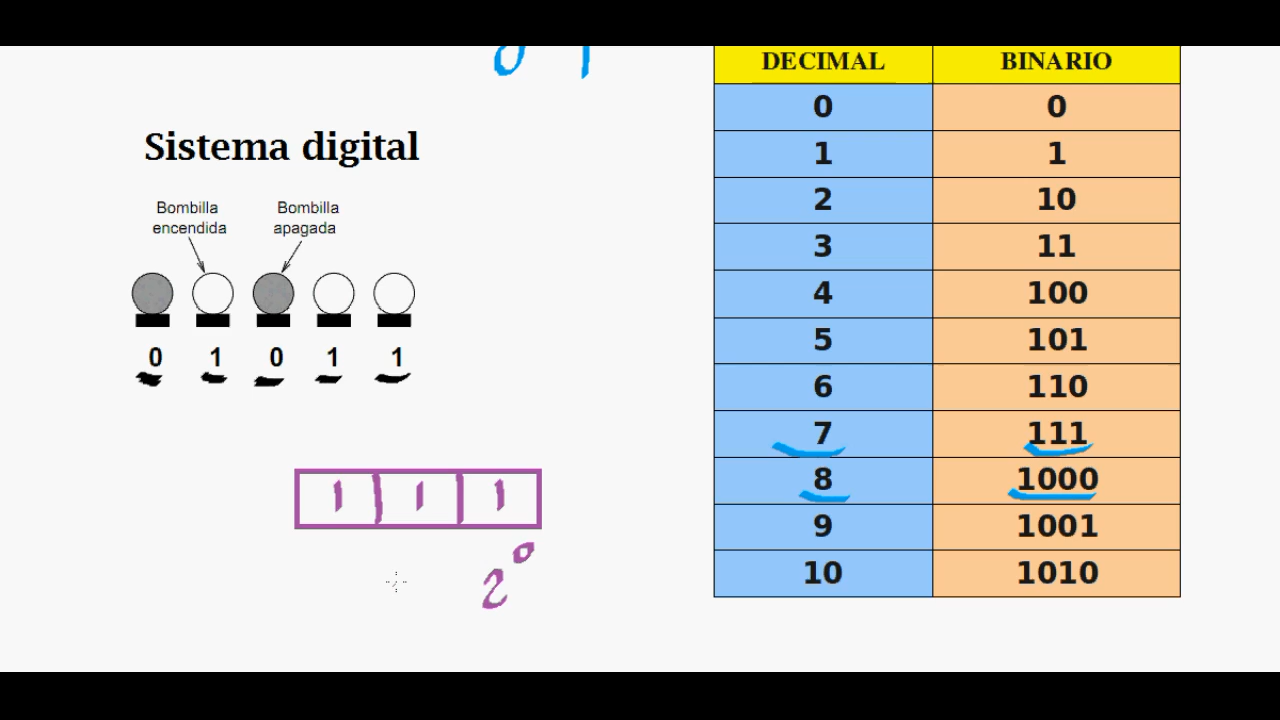 0 1
Sistema digital
Bombilla encendida
Bombilla apagada
0 1 0 1 1
1 1 1
2⁰
DECIMAL BINARIO
0 0
1 1
2 10
3 11
4 100
5 101
6 110
7 111
8 1000
9 1001
10 1010